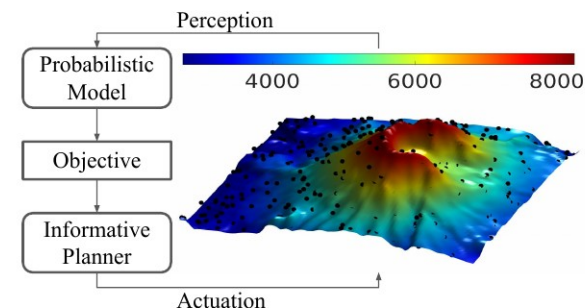 Perception
Probabilistic
Model
4000 6000 8000
Objective
Informative
Planner
Actuation